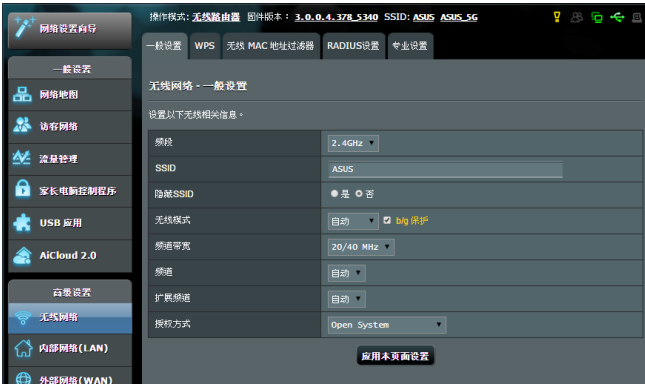 操作模式: 无线路由器 固件版本: 3.0.0.4.378_5340 SSID: ASUS ASUS_5G
网络设置向导
一般设置 WPS 无线 MAC 地址过滤器 RADIUS设置 专业设置
一般设置
网络地图
访客网络
流量管理
家长电脑控制程序
USB 应用
AiCloud 2.0
高级设置
无线网络
内部网络(LAN)
外部网络(WAN)
无线网络 - 一般设置
设置以下无线相关信息。
频段 2.4GHz
SSID ASUS
隐藏SSID 是 否
无线模式 自动 b/g 保护
频道带宽 20/40 MHz
频道 自动
扩展频道 自动
授权方式 Open System
应用本页面设置